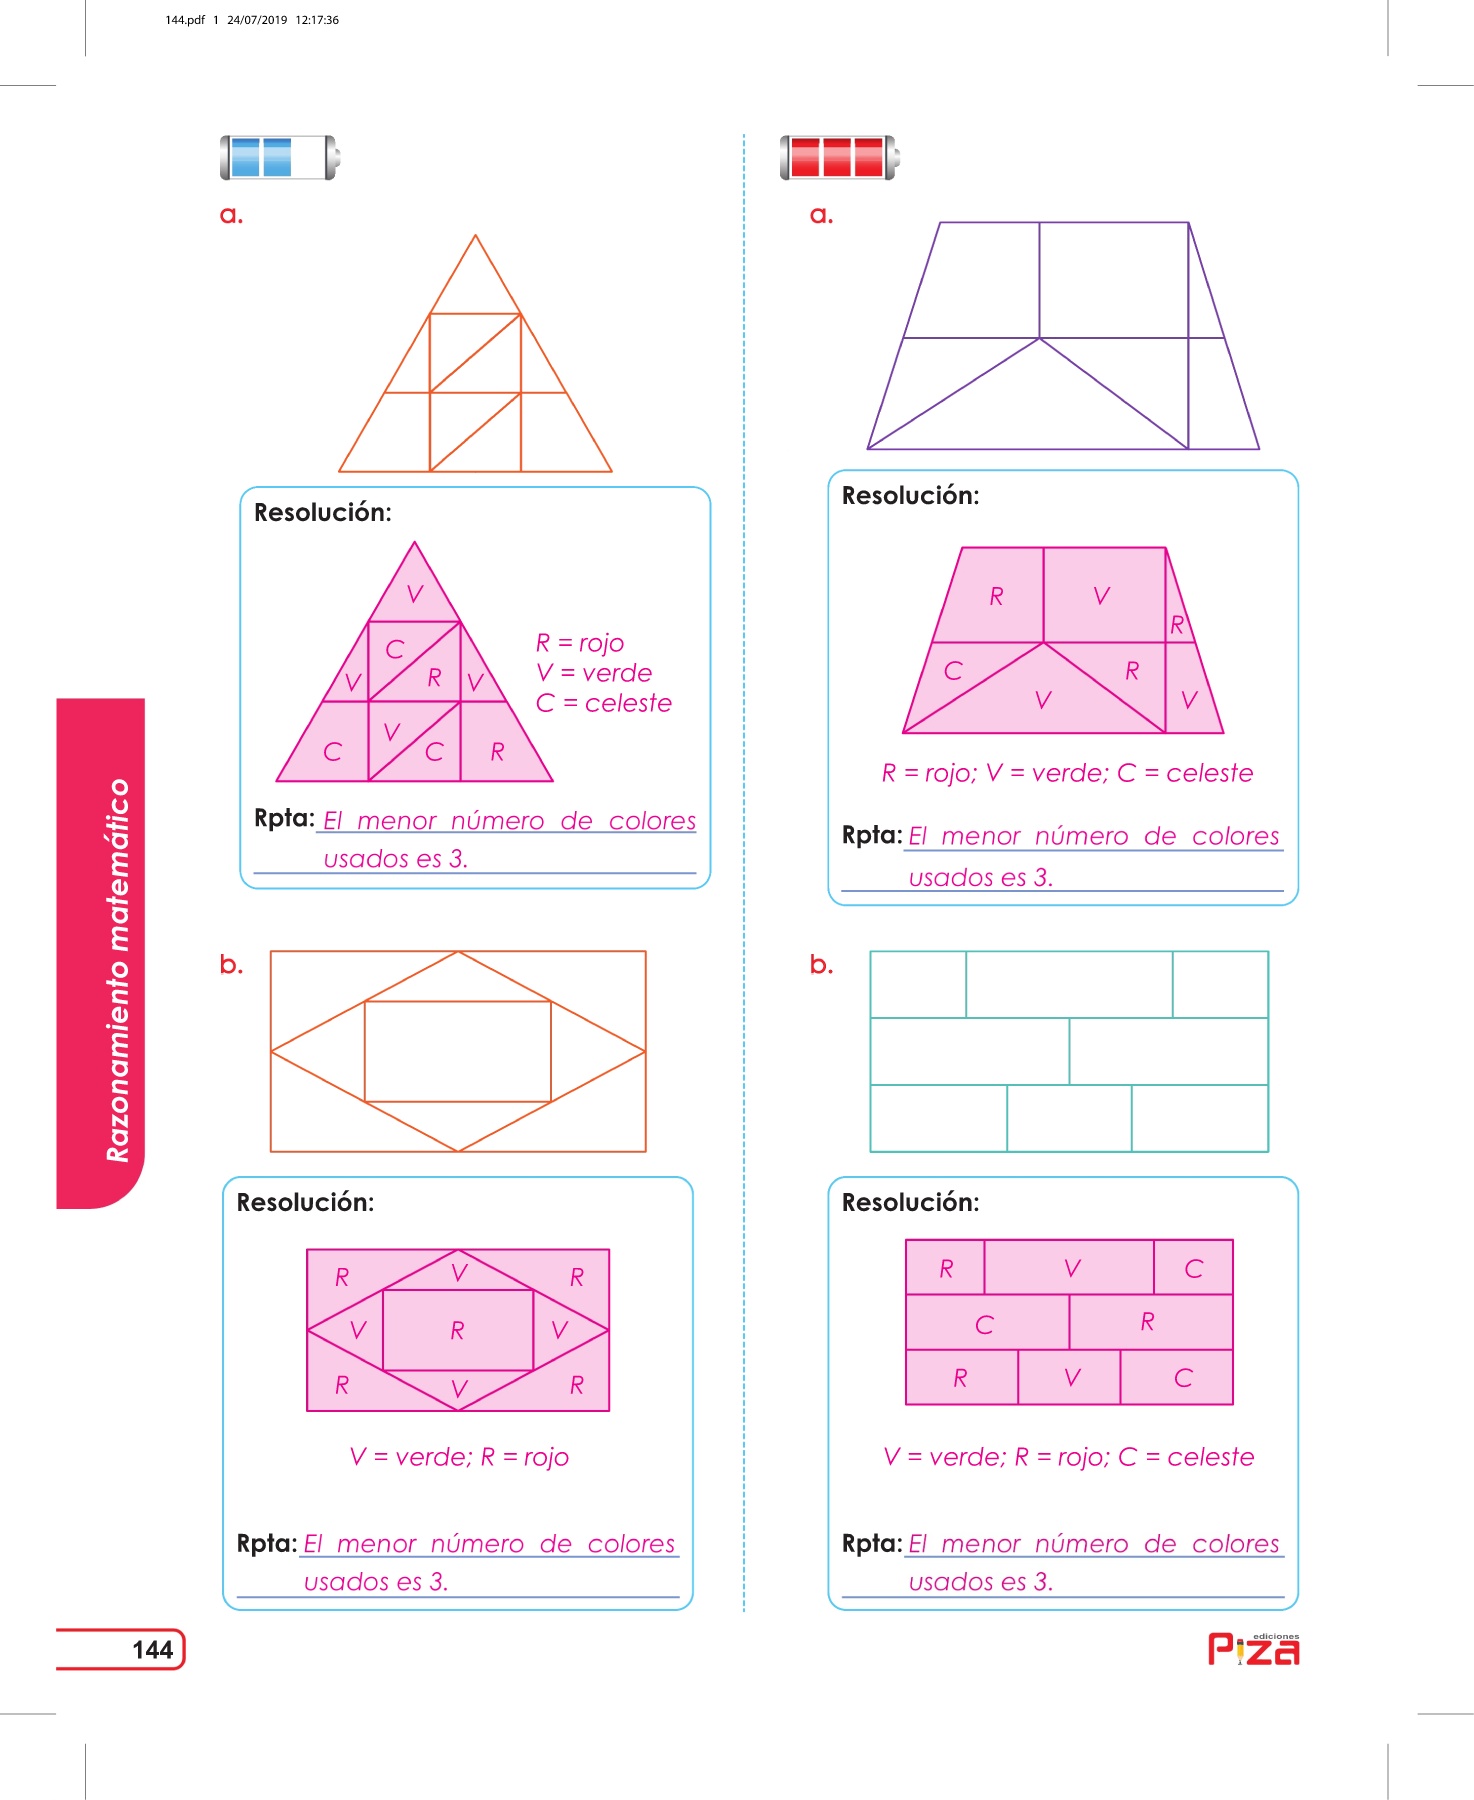 144.pdf 1 24/07/2019 12:17:36
a.
Resolución:
V
C
R
V
V
V
C
C
R
R = rojo
V = verde
C = celeste
Rpta: El menor número de colores
usados es 3.
b.
Resolución:
R
V
R
V
R
V
R
V
R
V = verde; R = rojo
Rpta: El menor número de colores
usados es 3.
a.
Resolución:
R
V
R
C
R
V
V
R = rojo; V = verde; C = celeste
Rpta: El menor número de colores
usados es 3.
b.
Resolución:
R V C
C R
R V C
V = verde; R = rojo; C = celeste
Rpta: El menor número de colores
usados es 3.
Razonamiento matemático
144
ediciones
Piza